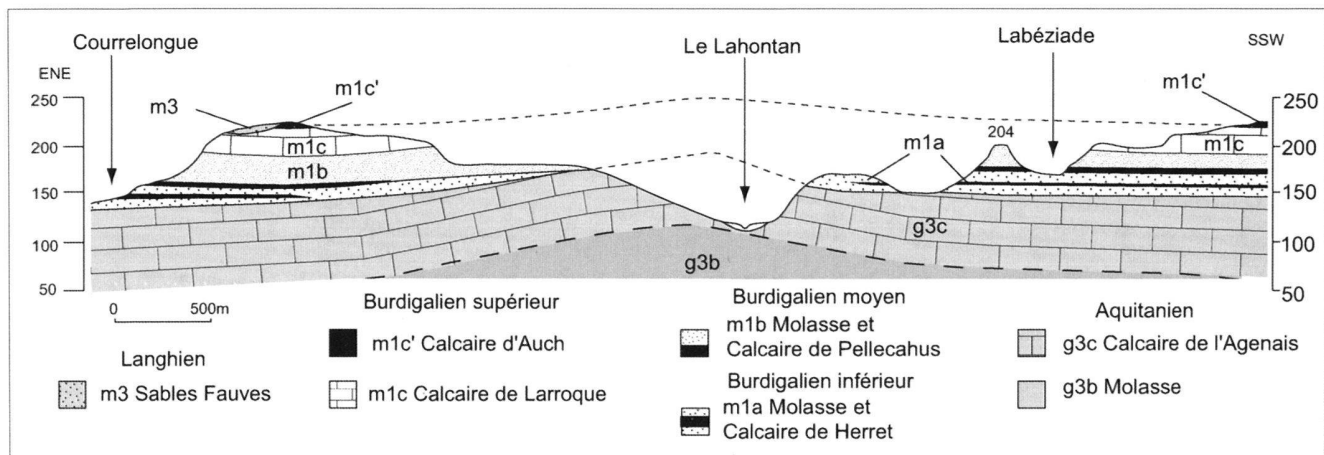 Courrelongue
Le Lahontan
Labéziade
ENE
SSW
m3
m1c'
m1c'
250
200
150
100
50
250
200
150
100
50
m1c
m1b
m1a
204
m1c
g3c
g3b
0 500m
Langhien
m3 Sables Fauves
Burdigalien supérieur
m1c' Calcaire d'Auch
m1c Calcaire de Larroque
Burdigalien moyen
m1b Molasse et
Calcaire de Pellecahus
Burdigalien inférieur
m1a Molasse et
Calcaire de Herret
Aquitanien
g3c Calcaire de l'Agenais
g3b Molasse